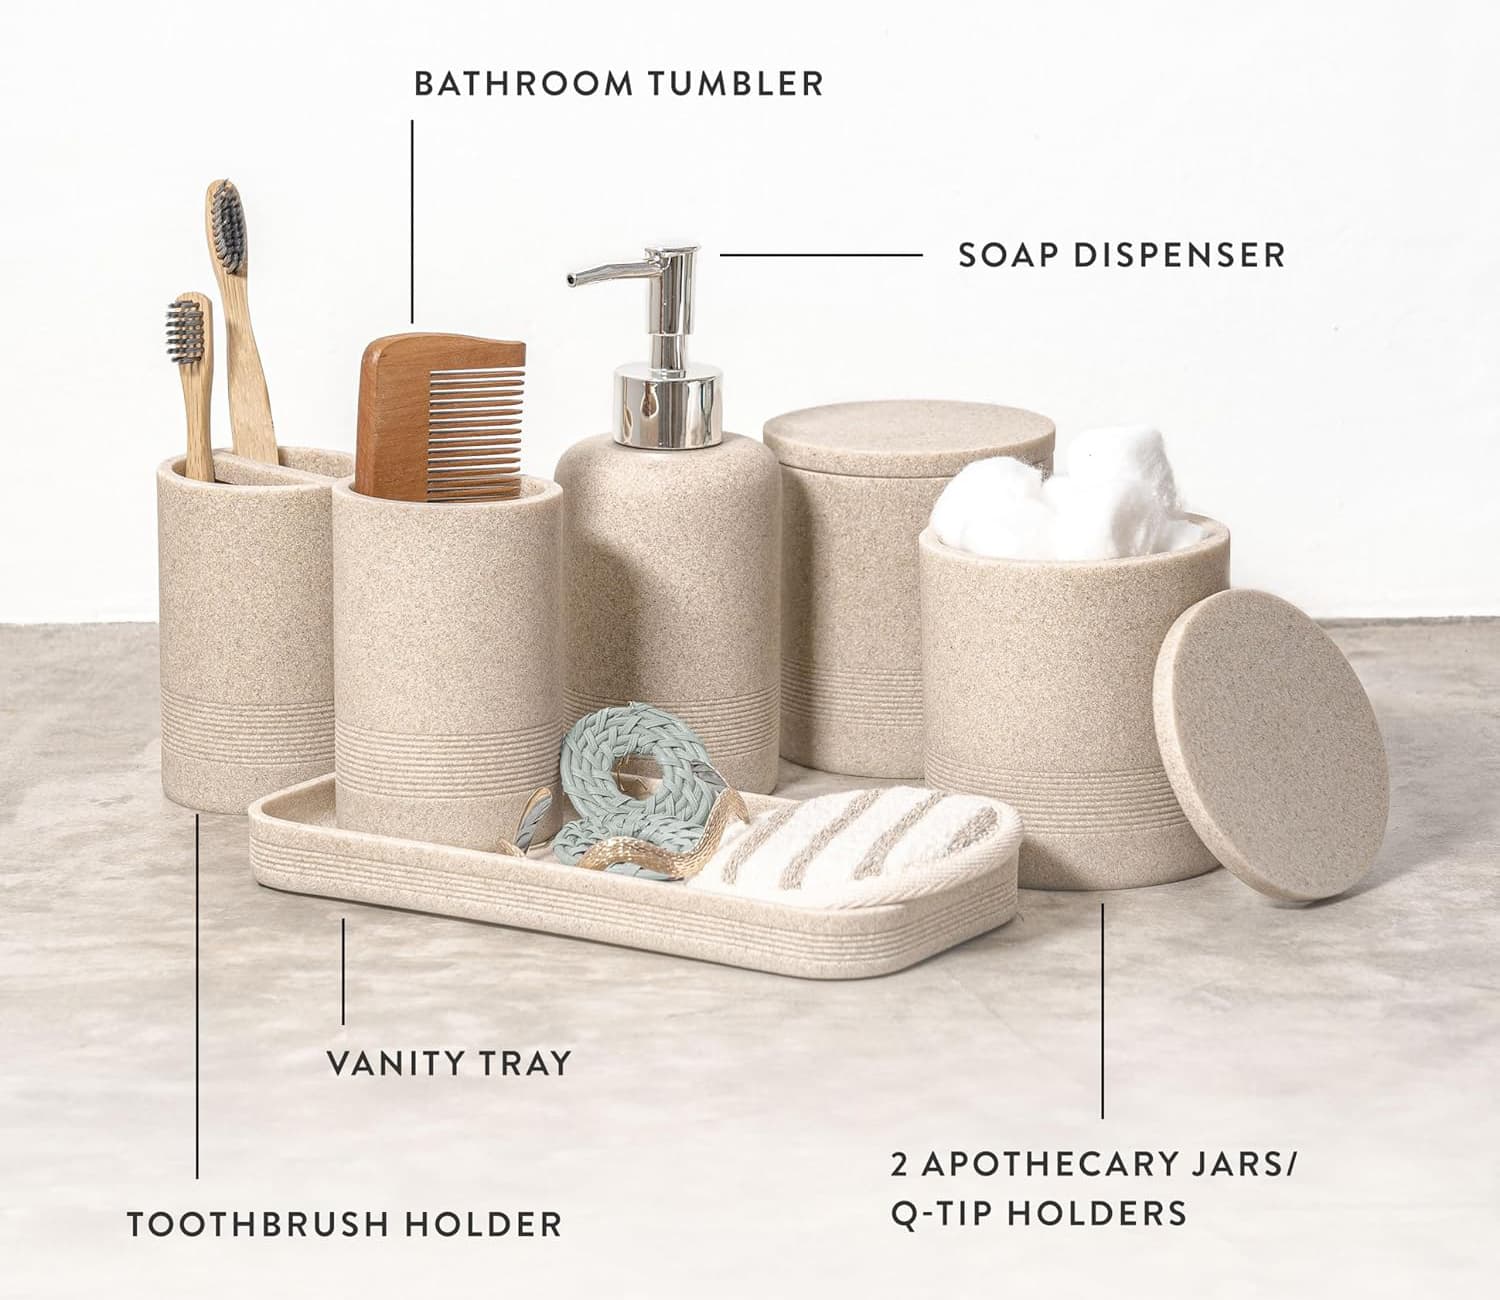 BATHROOM TUMBLER
SOAP DISPENSER
VANITY TRAY
TOOTHBRUSH HOLDER
2 APOTHECARY JARS/
Q-TIP HOLDERS